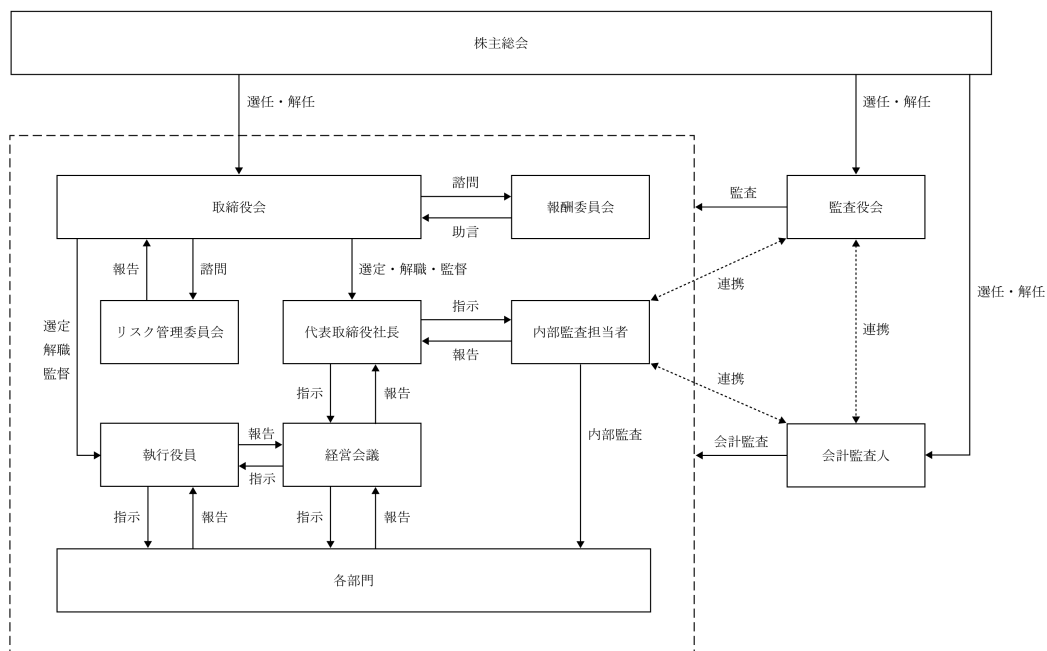 株主総会
選任・解任
選任・解任
諮問
監査
取締役会
報酬委員会
監査役会
助言
報告
諮問
選定・解職・監督
連携
選任・解任
指示
リスク管理委員会
代表取締役社長
内部監査担当者
選定
解職
監督
連携
報告
連携
指示
報告
報告
内部監査
会計監査
執行役員
経営会議
会計監査人
指示
指示
報告
指示
報告
各部門